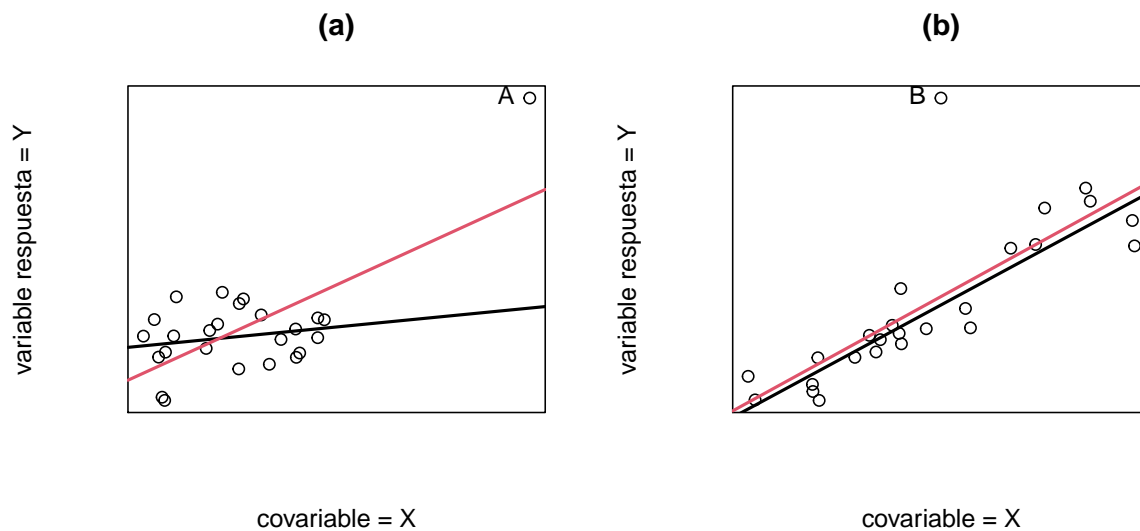 (a)
A
variable respuesta = Y
covariable = X
(b)
B
variable respuesta = Y
covariable = X